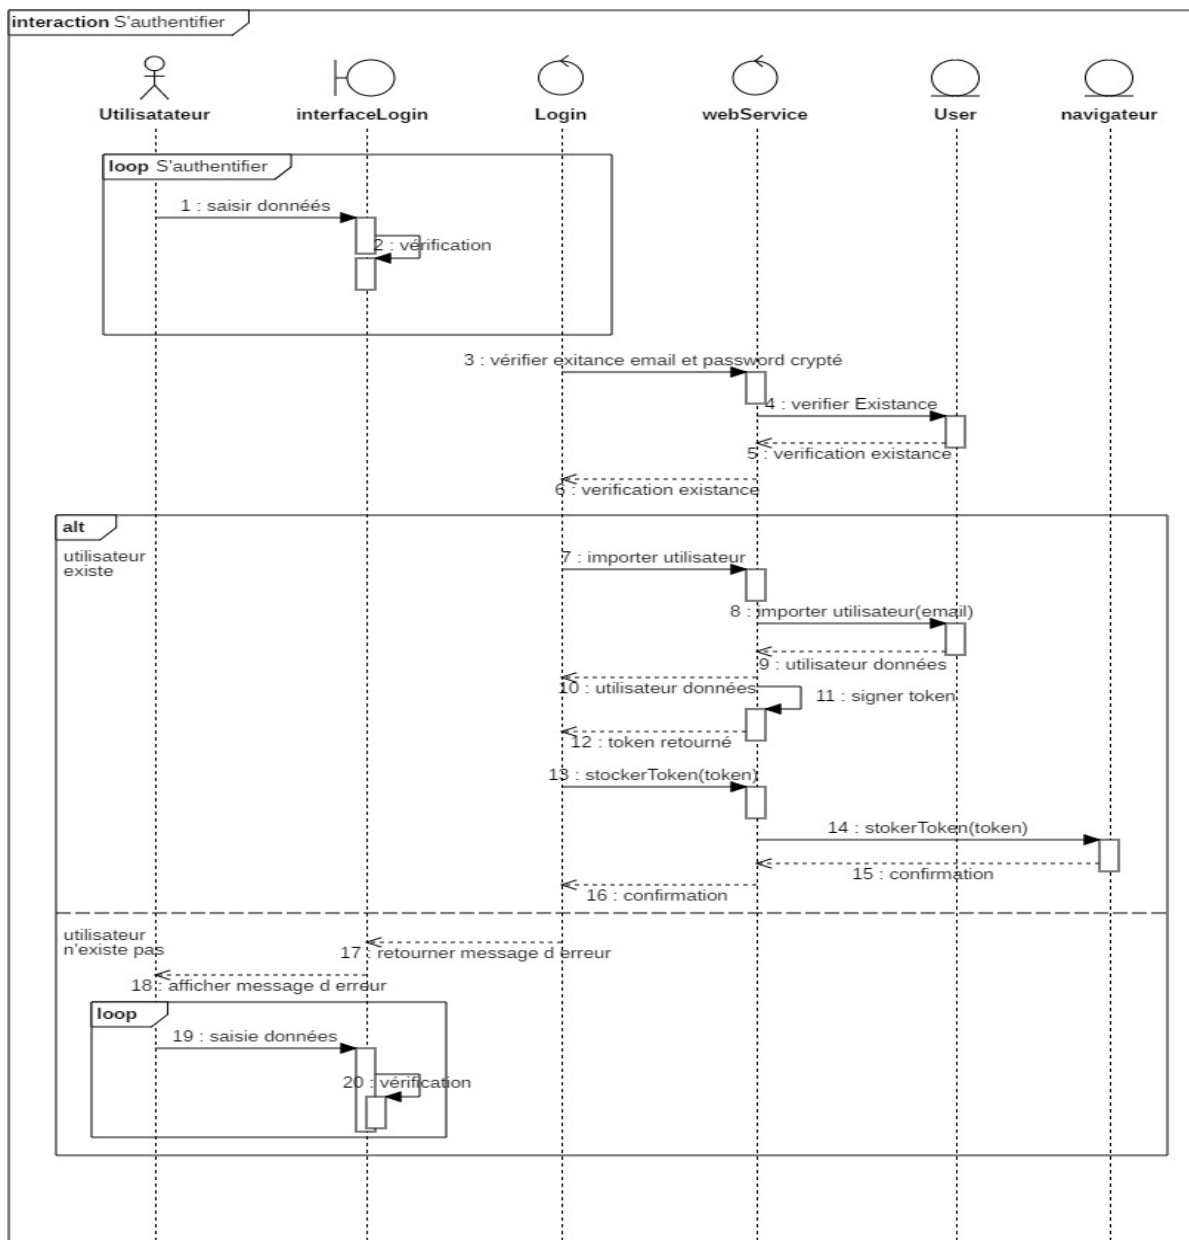 interaction S'authentifier
Utilisatateur
interfaceLogin
Login
webService
User
navigateur
loop S'authentifier
1 : saisir donnéés
2 : vérification
3 : vérifier exitance email et password crypté
4 : verifier Existance
5 : verification existance
6 : verification existance
alt
utilisateur
existe
7 : importer utilisateur
8 : importer utilisateur(email)
9 : utilisateur données
10 : utilisateur données
11 : signer token
12 : token retourné
13 : stockerToken(token)
14 : stokerToken(token)
15 : confirmation
16 : confirmation
utilisateur
n'existe pas
17 : retourner message d erreur
18 : afficher message d erreur
loop
19 : saisie données
20 : vérification